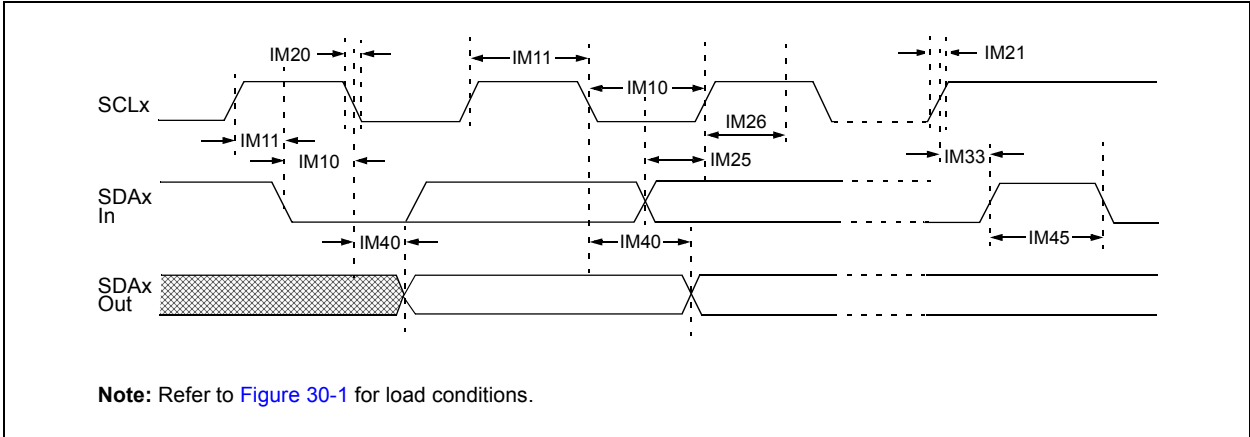 IM20
IM11
IM21
IM10
SCLx
IM26
IM11
IM10
IM25
IM33
SDAx
In
IM40
IM40
IM45
SDAx
Out
Note: Refer to Figure 30-1 for load conditions.